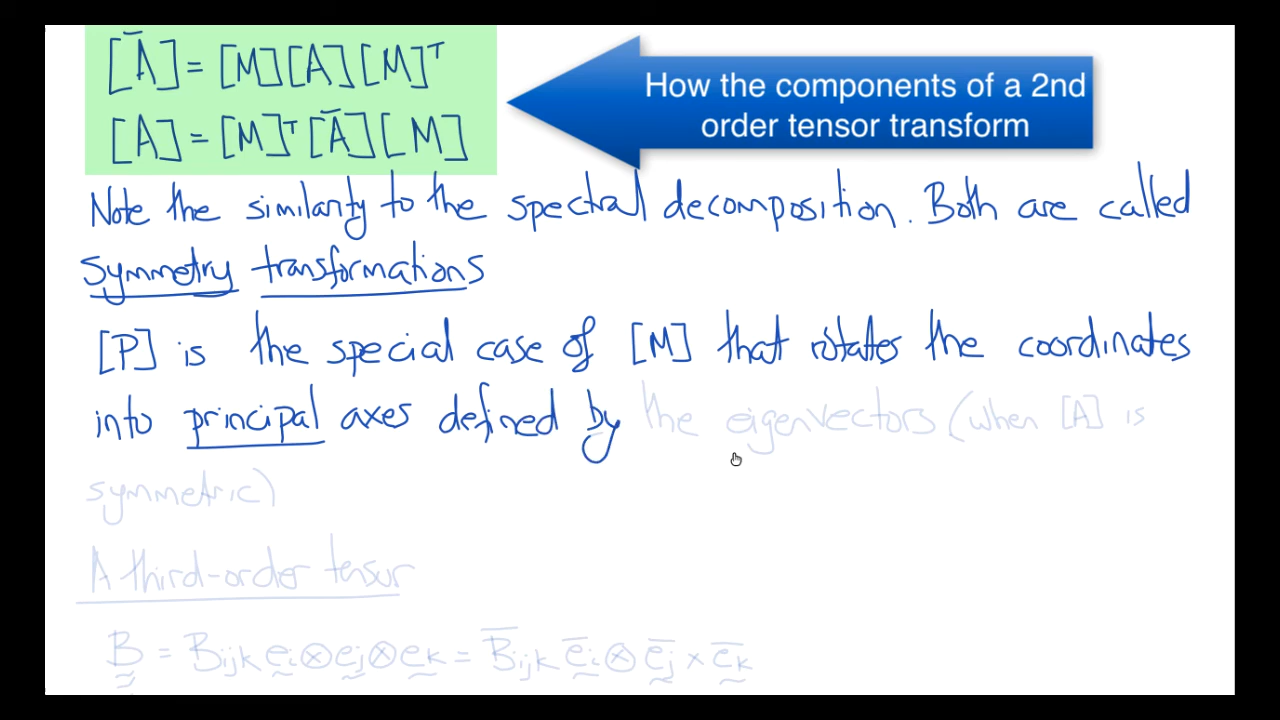 [Ā] = [M][A][M]ᵀ
[A] = [M]ᵀ[Ā][M]
How the components of a 2nd
order tensor transform
Note the similarity to the spectral decomposition. Both are called
symmetry transformations
[P] is the special case of [M] that rotates the coordinates
into principal axes defined by the eigenvectors (when [A] is
symmetric)
A third-order tensor
B = Bijk ei ⊗ ej ⊗ ek = B̄ijk ēi ⊗ ēj × ēk